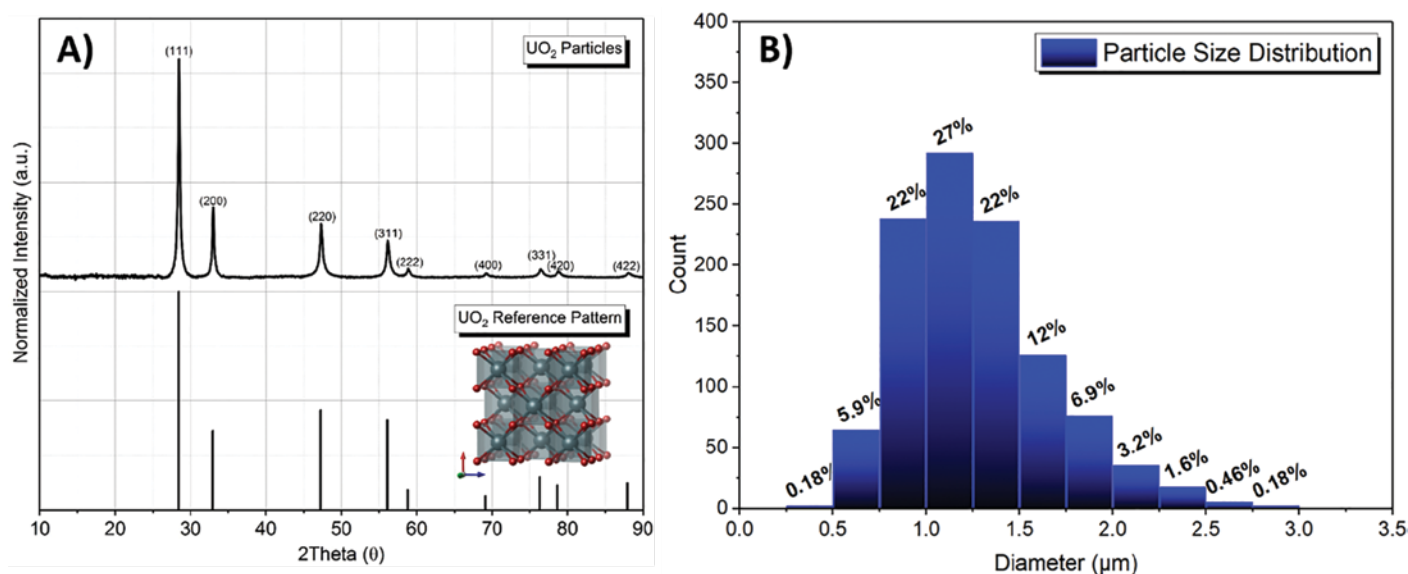 A)
UO2 Particles
(111)
(200)
(220)
(311)
(222)
(400)
(331)
(420)
(422)
Normalized Intensity (a.u.)
UO2 Reference Pattern
10 20 30 40 50 60 70 80 90
2Theta (θ)
B)
Particle Size Distribution
400
350
300
250
200
150
100
50
0
Count
0.18%
5.9%
22%
27%
22%
12%
6.9%
3.2%
1.6%
0.46%
0.18%
0.0 0.5 1.0 1.5 2.0 2.5 3.0 3.5
Diameter (µm)